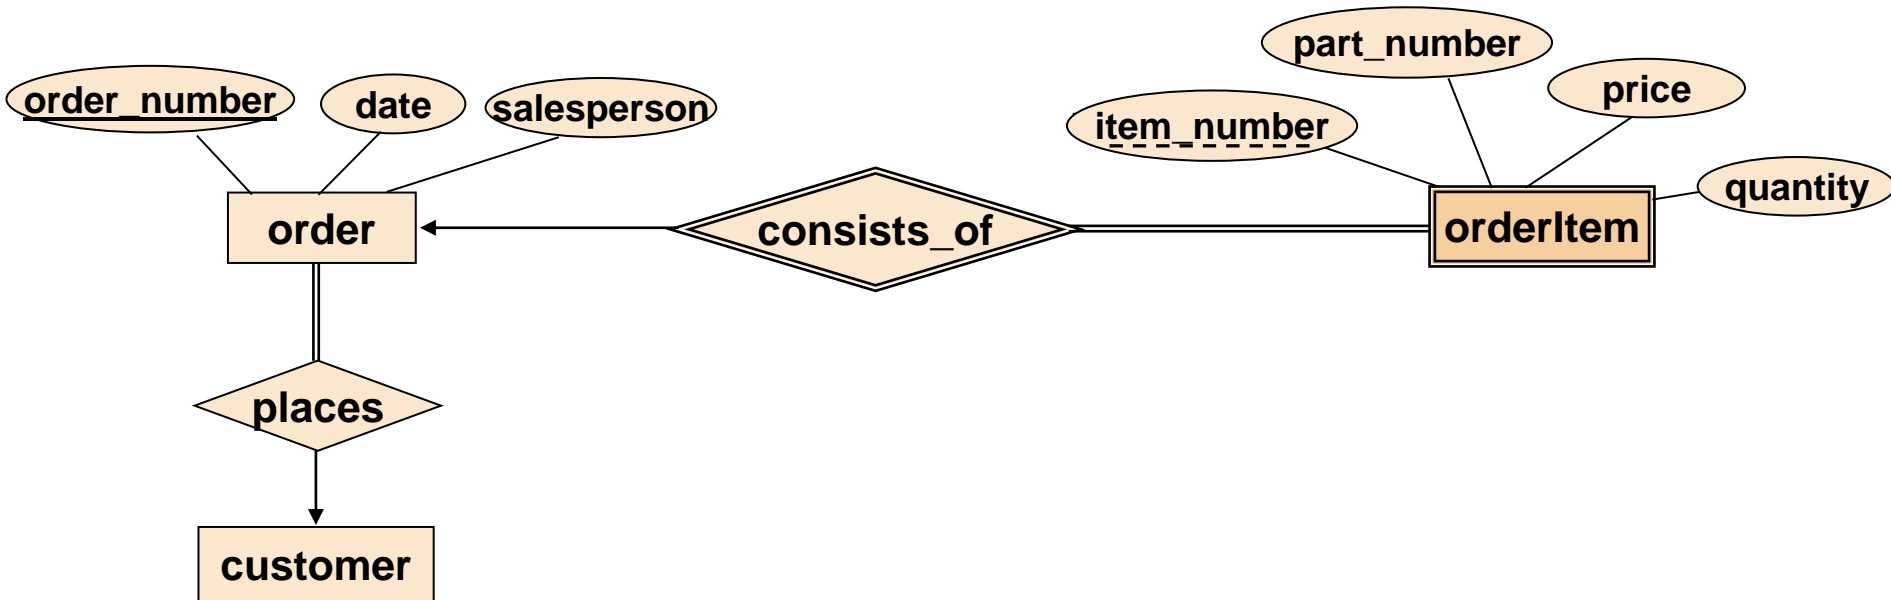 part_number
price
order_number
date
salesperson
item_number
quantity
order
consists_of
orderItem
places
customer